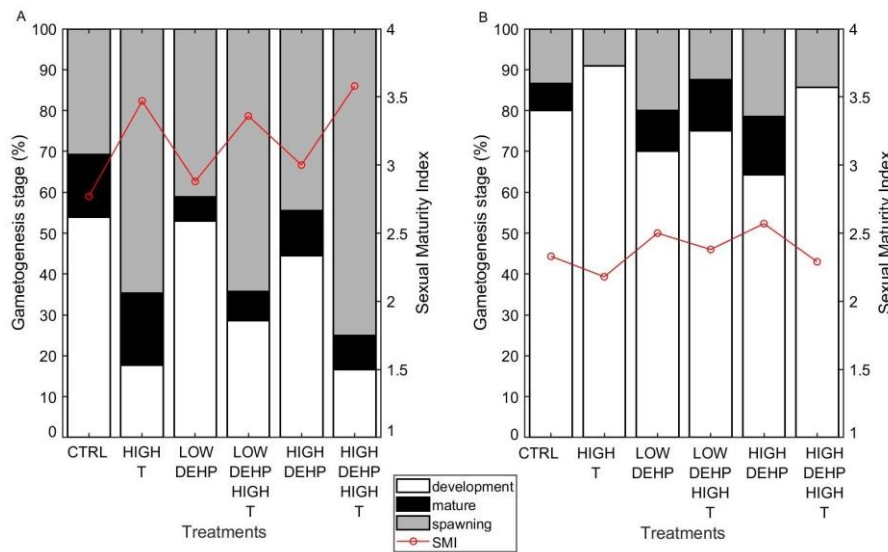 A
100
90
80
70
60
50
40
30
20
10
0
Gametogenesis stage (%)
4
3.5
3
2.5
2
1.5
1
Sexual Maturity Index
CTRL
HIGH
T
LOW
DEHP
LOW
DEHP
HIGH
T
HIGH
DEHP
HIGH
DEHP
HIGH
T
Treatments
B
100
90
80
70
60
50
40
30
20
10
0
Gametogenesis stage (%)
4
3.5
3
2.5
2
1.5
1
Sexual Maturity Index
CTRL
HIGH
T
LOW
DEHP
LOW
DEHP
HIGH
T
HIGH
DEHP
HIGH
DEHP
HIGH
T
Treatments
development
mature
spawning
SMI